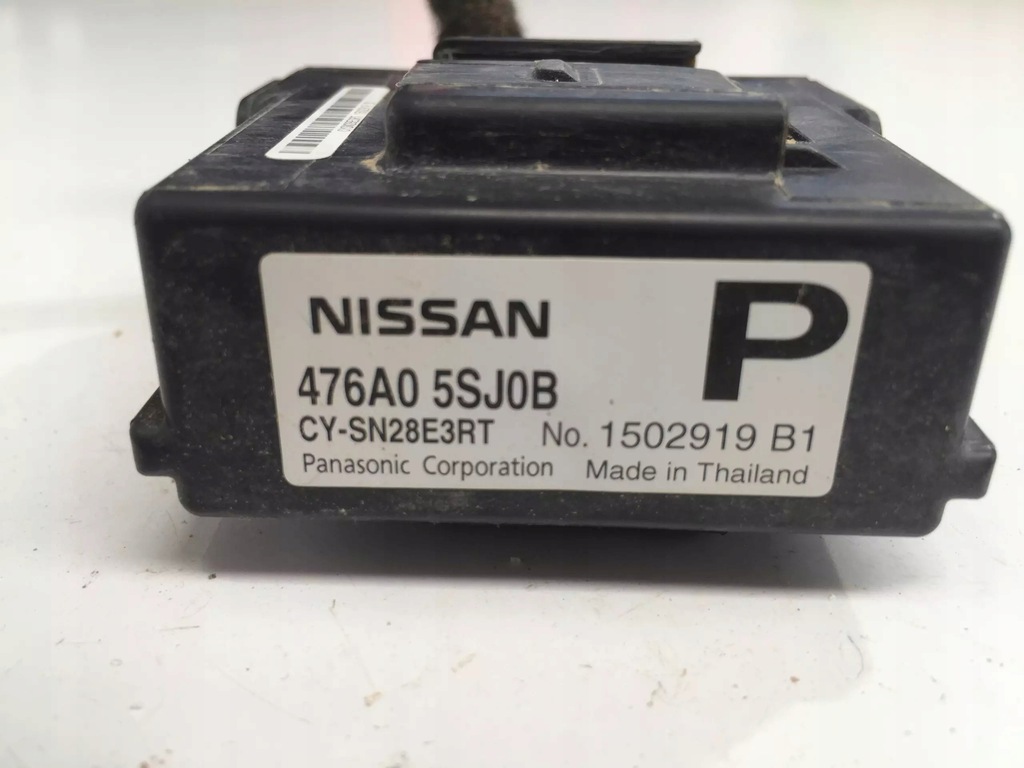 NISSAN
P
476A0 5SJ0B
CY-SN28E3RT No. 1502919 B1
Panasonic Corporation Made in Thailand